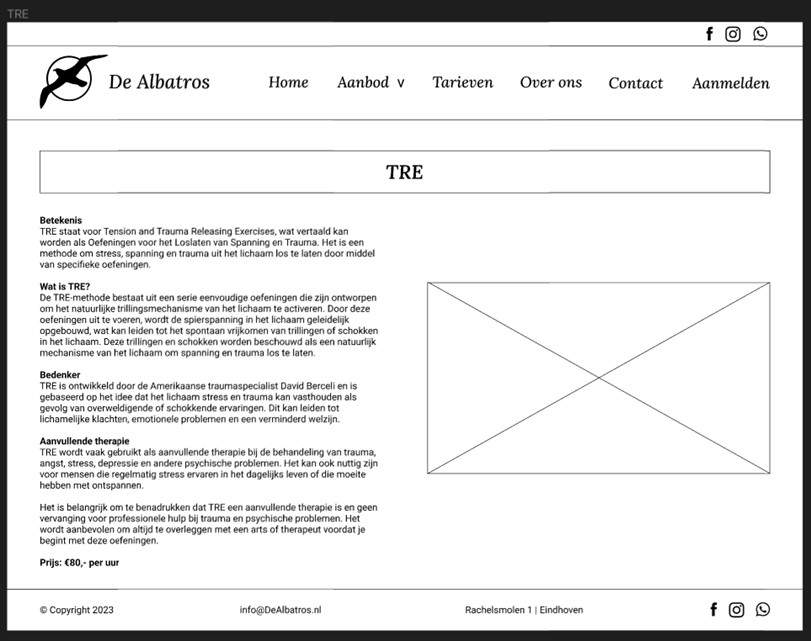 TRE
De Albatros Home Aanbod v Tarieven Over ons Contact Aanmelden
TRE
Betekenis
TRE staat voor Tension and Trauma Releasing Exercises, wat vertaald kan
worden als Oefeningen voor het Loslaten van Spanning en Trauma. Het is een
methode om stress, spanning en trauma uit het lichaam los te laten door middel
van specifieke oefeningen.
Wat is TRE?
De TRE-methode bestaat uit een serie eenvoudige oefeningen die zijn ontworpen
om het natuurlijke trillingsmechanisme van het lichaam te activeren. Door deze
oefeningen uit te voeren, wordt de spierspanning in het lichaam geleidelijk
opgebouwd, wat kan leiden tot het spontaan vrijkomen van trillingen of schokken
in het lichaam. Deze trillingen en schokken worden beschouwd als een natuurlijk
mechanisme van het lichaam om spanning en trauma los te laten.
Bedenker
TRE is ontwikkeld door de Amerikaanse traumaspecialist David Berceli en is
gebaseerd op het idee dat het lichaam stress en trauma kan vasthouden als
gevolg van overweldigende of schokkende ervaringen. Dit kan leiden tot
lichamelijke klachten, emotionele problemen en een verminderd welzijn.
Aanvullende therapie
TRE wordt vaak gebruikt als aanvullende therapie bij de behandeling van trauma,
angst, stress, depressie en andere psychische problemen. Het kan ook nuttig zijn
voor mensen die regelmatig stress ervaren in het dagelijks leven of die moeite
hebben met ontspannen.
Het is belangrijk om te benadrukken dat TRE een aanvullende therapie is en geen
vervanging voor professionele hulp bij trauma en psychische problemen. Het
wordt aanbevolen om altijd te overleggen met een arts of therapeut voordat je
begint met deze oefeningen.
Prijs: €80,- per uur
© Copyright 2023 info@DeAlbatros.nl Rachelsmolen 1 | Eindhoven